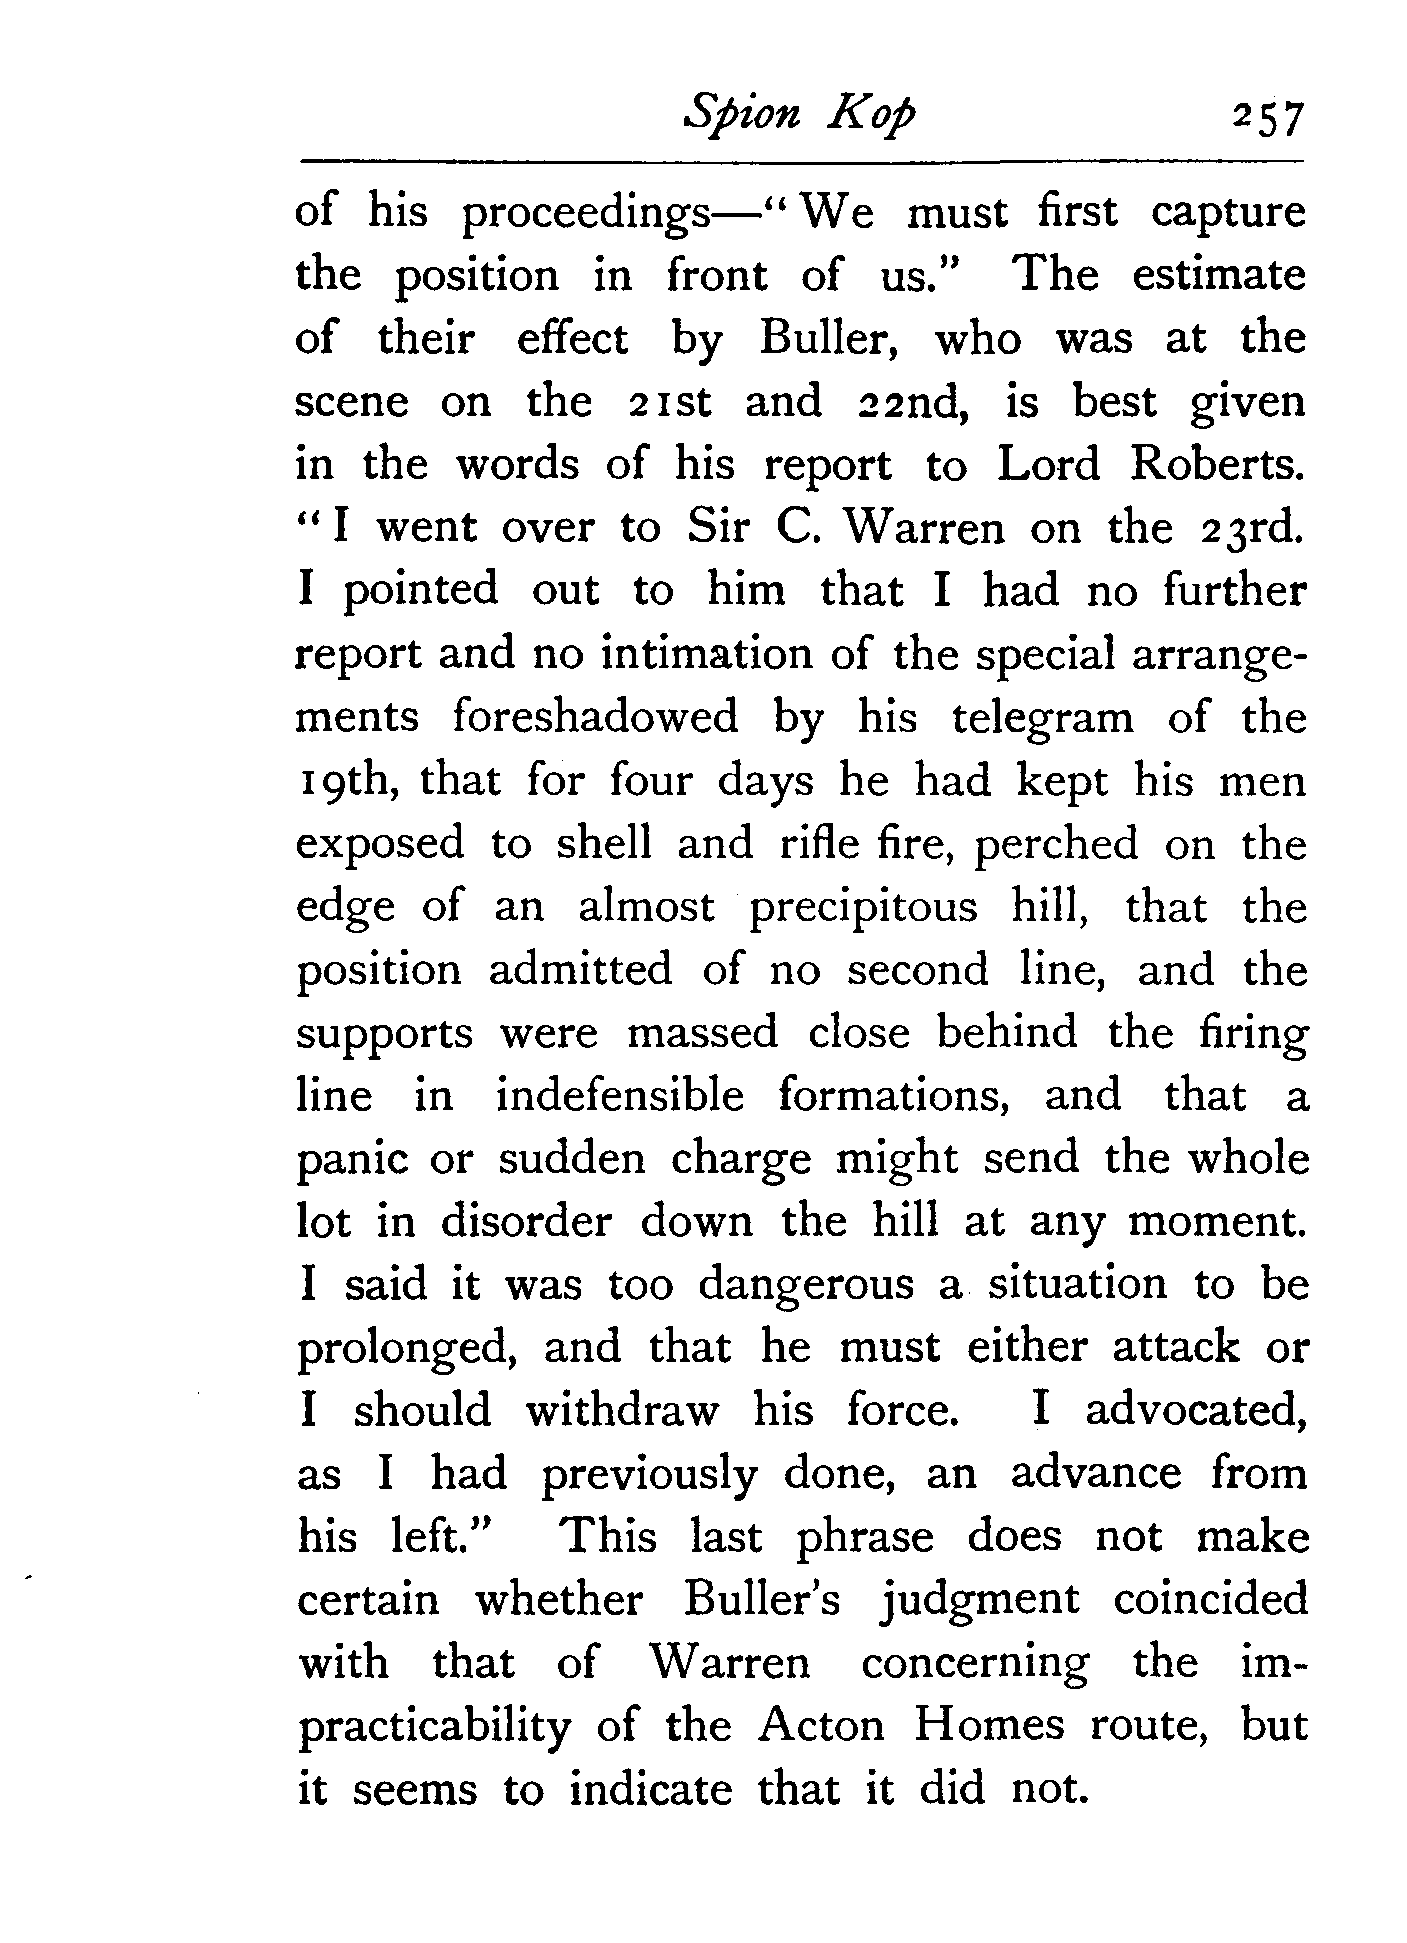 Spion Kop 257
of his proceedings—“We must first capture
the position in front of us.” The estimate
of their effect by Buller, who was at the
scene on the 21st and 22nd, is best given
in the words of his report to Lord Roberts.
“I went over to Sir C. Warren on the 23rd.
I pointed out to him that I had no further
report and no intimation of the special arrange-
ments foreshadowed by his telegram of the
19th, that for four days he had kept his men
exposed to shell and rifle fire, perched on the
edge of an almost precipitous hill, that the
position admitted of no second line, and the
supports were massed close behind the firing
line in indefensible formations, and that a
panic or sudden charge might send the whole
lot in disorder down the hill at any moment.
I said it was too dangerous a situation to be
prolonged, and that he must either attack or
I should withdraw his force. I advocated,
as I had previously done, an advance from
his left.” This last phrase does not make
certain whether Buller's judgment coincided
with that of Warren concerning the im-
practicability of the Acton Homes route, but
it seems to indicate that it did not.